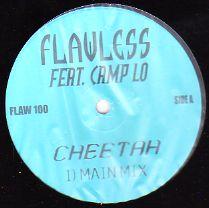 FLAWLESS
FEAT. CAMP LO
FLAW 100
SIDE A
CHEETAH
1) MAIN MIX